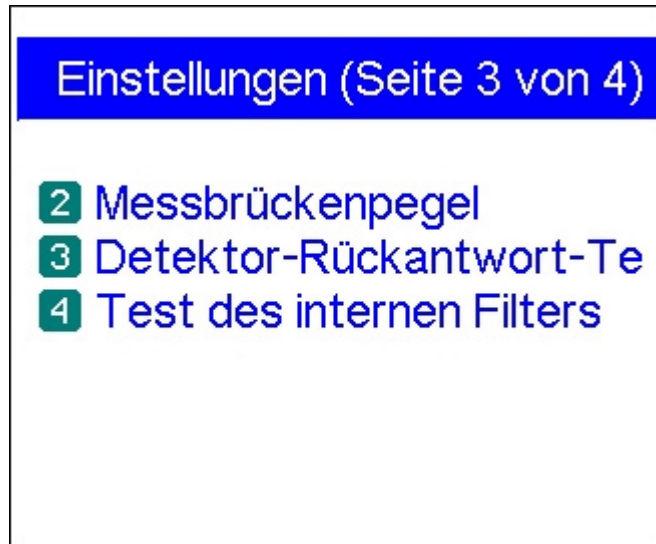 Einstellungen (Seite 3 von 4)
2 Messbrückenpegel
3 Detektor-Rückantwort-Te
4 Test des internen Filters